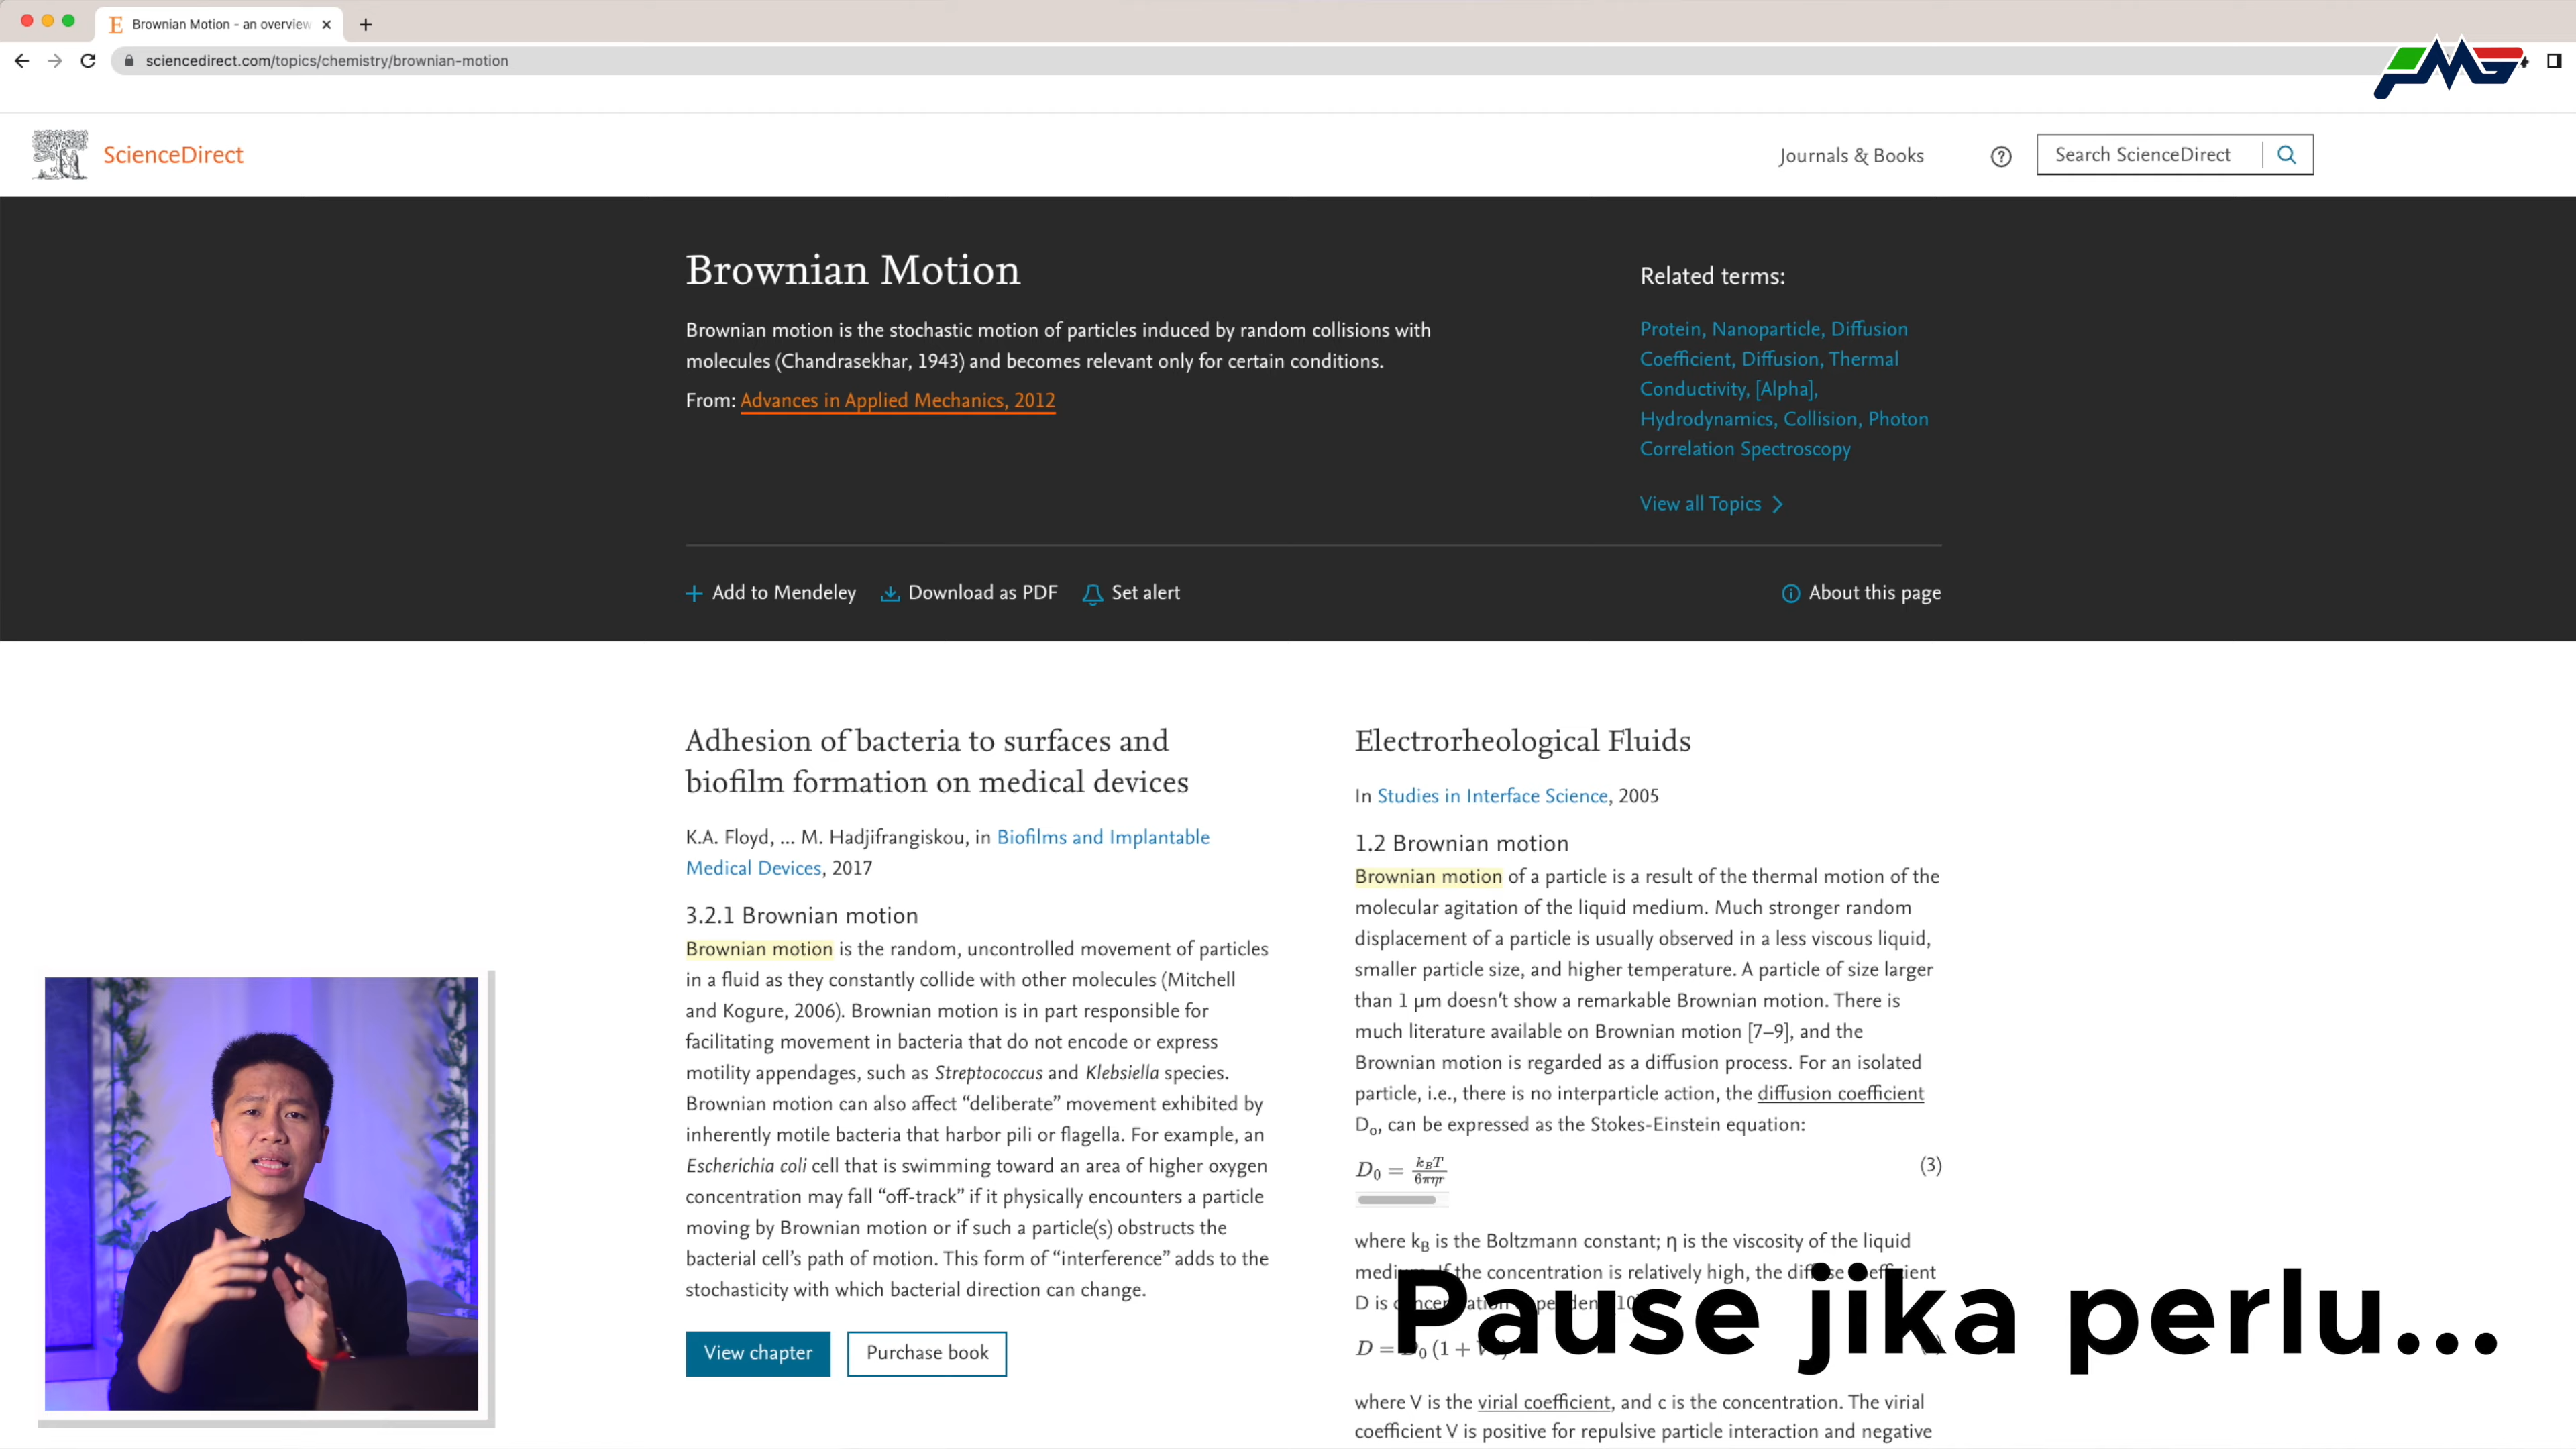 Brownian Motion - an overview
sciencedirect.com/topics/chemistry/brownian-motion
PMG
ScienceDirect
Journals & Books
Search ScienceDirect
Brownian Motion
Brownian motion is the stochastic motion of particles induced by random collisions with
molecules (Chandrasekhar, 1943) and becomes relevant only for certain conditions.
From: Advances in Applied Mechanics, 2012
Related terms:
Protein, Nanoparticle, Diffusion
Coefficient, Diffusion, Thermal
Conductivity, [Alpha],
Hydrodynamics, Collision, Photon
Correlation Spectroscopy
View all Topics
Add to Mendeley
Download as PDF
Set alert
About this page
Adhesion of bacteria to surfaces and
biofilm formation on medical devices
K.A. Floyd, ... M. Hadjifrangiskou, in Biofilms and Implantable
Medical Devices, 2017
3.2.1 Brownian motion
Brownian motion is the random, uncontrolled movement of particles
in a fluid as they constantly collide with other molecules (Mitchell
and Kogure, 2006). Brownian motion is in part responsible for
facilitating movement in bacteria that do not encode or express
motility appendages, such as Streptococcus and Klebsiella species.
Brownian motion can also affect “deliberate” movement exhibited by
inherently motile bacteria that harbor pili or flagella. For example, an
Escherichia coli cell that is swimming toward an area of higher oxygen
concentration may fall “off-track” if it physically encounters a particle
moving by Brownian motion or if such a particle(s) obstructs the
bacterial cell’s path of motion. This form of “interference” adds to the
stochasticity with which bacterial direction can change.
View chapter
Purchase book
Electrorheological Fluids
In Studies in Interface Science, 2005
1.2 Brownian motion
Brownian motion of a particle is a result of the thermal motion of the
molecular agitation of the liquid medium. Much stronger random
displacement of a particle is usually observed in a less viscous liquid,
smaller particle size, and higher temperature. A particle of size larger
than 1 μm doesn’t show a remarkable Brownian motion. There is
much literature available on Brownian motion [7–9], and the
Brownian motion is regarded as a diffusion process. For an isolated
particle, i.e., there is no interparticle action, the diffusion coefficient
Dₒ, can be expressed as the Stokes-Einstein equation:
D₀ = k_BT / 6πηr (3)
where k_B is the Boltzmann constant; η is the viscosity of the liquid
the concentration is relatively high, the
D is
D = D₀ (1 +
where V is the virial coefficient, and c is the concentration. The virial
coefficient V is positive for repulsive particle interaction and negative
Pause jika perlu...